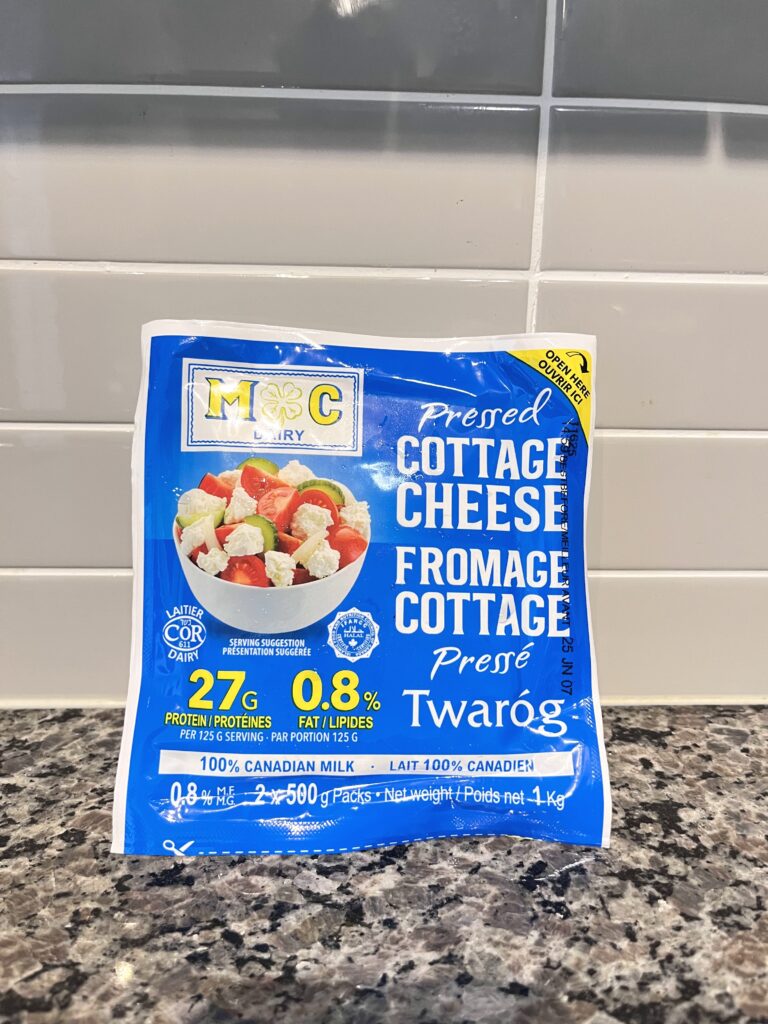 M C
DAIRY
OPEN HERE
OUVRIR ICI
Pressed
COTTAGE
CHEESE
FROMAGE
COTTAGE
Pressé
Twaróg
LAITIER
COR
611
DAIRY
SERVING SUGGESTION
PRÉSENTATION SUGGÉRÉE
HALAL
27G
PROTEIN / PROTÉINES
0.8%
FAT / LIPIDES
PER 125 G SERVING · PAR PORTION 125 G
100% CANADIAN MILK · LAIT 100% CANADIEN
0.8% M.F.
M.G.
2 x 500 g Packs • Net weight / Poids net 1 Kg
25 JN 07